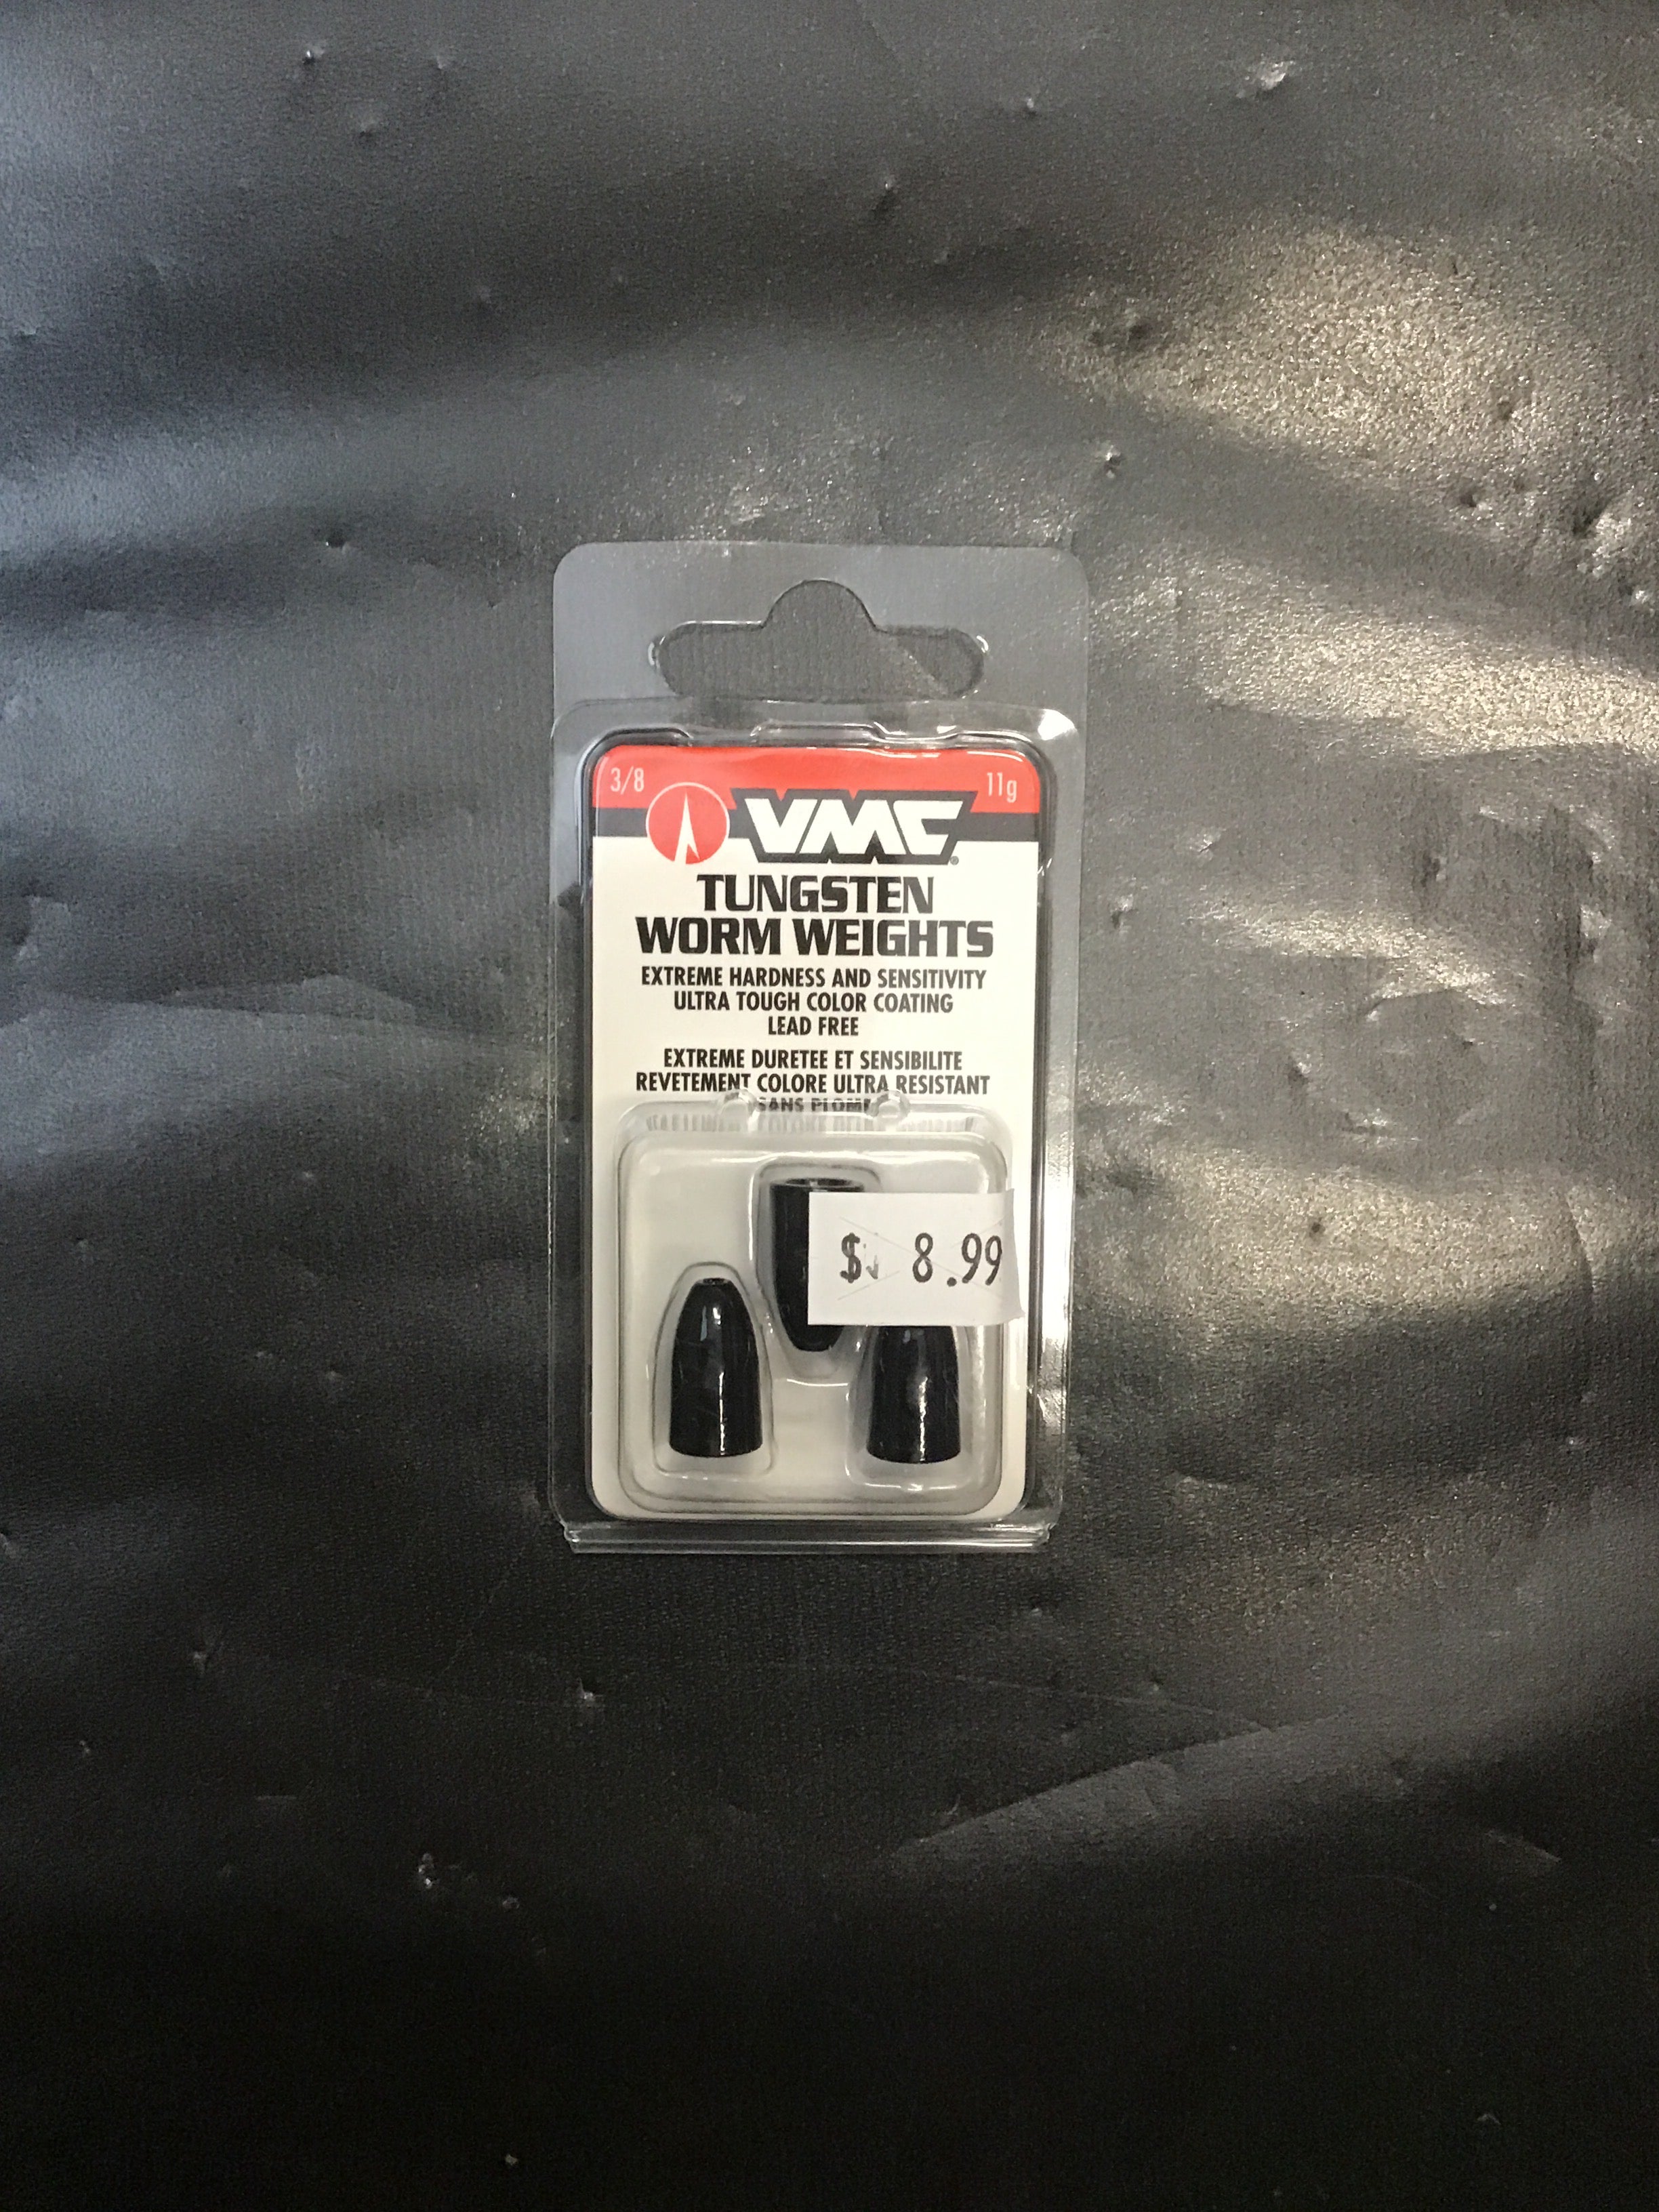 3/8
11g
VMC®
TUNGSTEN
WORM WEIGHTS
EXTREME HARDNESS AND SENSITIVITY
ULTRA TOUGH COLOR COATING
LEAD FREE
EXTREME DURETEE ET SENSIBILITE
REVETEMENT COLORE ULTRA RESISTANT
SANS PLOMB
$ 8.99